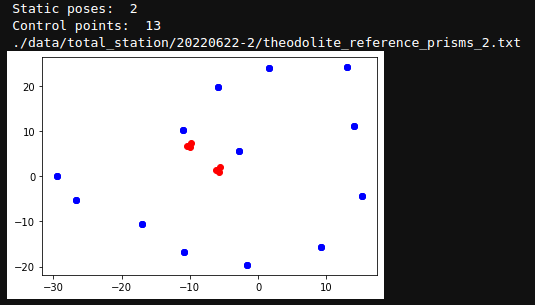 Static poses:  2
Control points:  13
./data/total_station/20220622-2/theodolite_reference_prisms_2.txt
20
10
0
−10
−20
−30 −20 −10 0 10